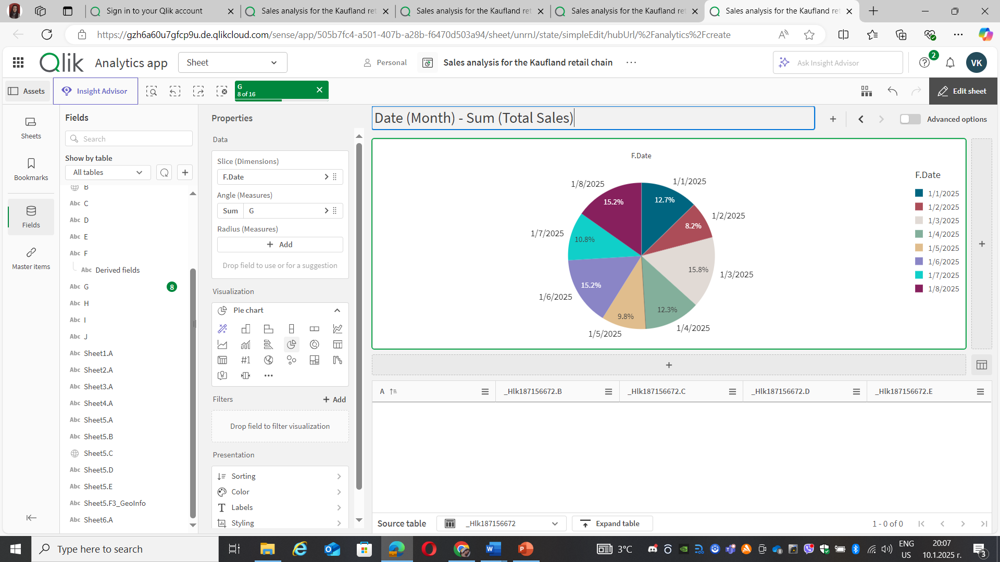 Sign in to your Qlik account
Sales analysis for the Kaufland ret
Sales analysis for the Kaufland ret
Sales analysis for the Kaufland ret
Sales analysis for the Kaufland ret
https://gzh6a60u7gfcp9u.de.qlikcloud.com/sense/app/505b7fc4-a501-407b-a28b-f6470d503a94/sheet/unrnJ/state/simpleEdit/hubUrl/%2Fanalytics%2Fcreate
Qlik Analytics app
Sheet
Personal
Sales analysis for the Kaufland retail chain
Ask Insight Advisor
2
VK
Assets
Insight Advisor
G
8 of 16
Edit sheet
Sheets
Bookmarks
Fields
Master items
Fields
Search
Show by table
All tables
B
Abc C
Abc D
Abc E
Abc F
Abc Derived fields
Abc G 8
Abc H
Abc I
Abc J
Abc Sheet1.A
Abc Sheet2.A
Abc Sheet3.A
Abc Sheet4.A
Abc Sheet5.A
Abc Sheet5.B
Sheet5.C
Abc Sheet5.D
Abc Sheet5.E
Abc Sheet5.F3_GeoInfo
Abc Sheet6.A
Properties
Data
Slice (Dimensions)
F.Date
Angle (Measures)
Sum G
Radius (Measures)
+ Add
Drop field to use or for a suggestion
Visualization
Pie chart
#1
Filters
+ Add
Drop field to filter visualization
Presentation
Sorting
Color
Labels
Styling
Date (Month) - Sum (Total Sales)
Advanced options
F.Date
1/8/2025
1/1/2025
15.2%
12.7%
1/2/2025
8.2%
1/7/2025
10.8%
15.8%
1/3/2025
15.2%
1/6/2025
12.3%
9.8%
1/4/2025
1/5/2025
F.Date
1/1/2025
1/2/2025
1/3/2025
1/4/2025
1/5/2025
1/6/2025
1/7/2025
1/8/2025
A
_Hlk187156672.B
_Hlk187156672.C
_Hlk187156672.D
_Hlk187156672.E
Source table
_Hlk187156672
Expand table
1 - 0 of 0
Type here to search
3°C
ENG
US
20:07
10.1.2025 г.
3